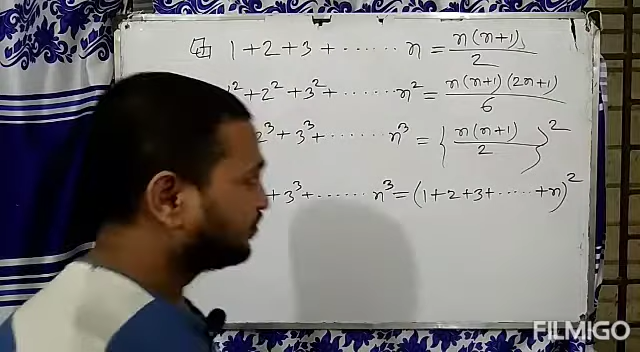 1+2+3+ ...... n = n(n+1) / 2
² + 2² + 3² + ...... n² = n(n+1)(2n+1) / 6
2³ + 3³ + ...... n³ = { n(n+1) / 2 }²
+ 3³ + ...... n³ = (1+2+3+ ..... +n)²
FILMIGO